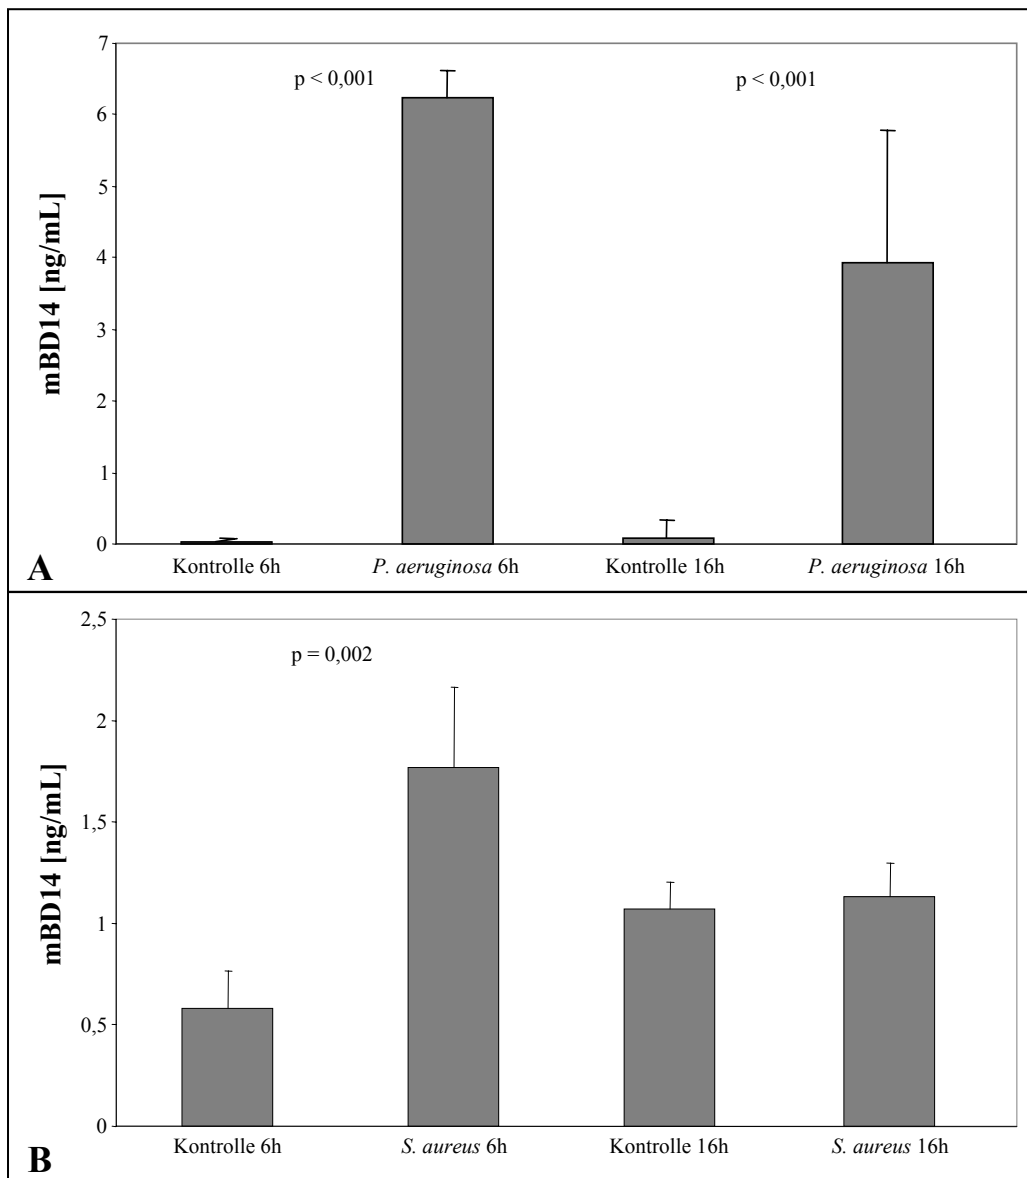 7
p < 0,001
p < 0,001
6
5
4
3
2
1
0
mBD14 [ng/mL]
Kontrolle 6h
P. aeruginosa 6h
Kontrolle 16h
P. aeruginosa 16h
A
2,5
p = 0,002
2
1,5
1
0,5
0
mBD14 [ng/mL]
Kontrolle 6h
S. aureus 6h
Kontrolle 16h
S. aureus 16h
B